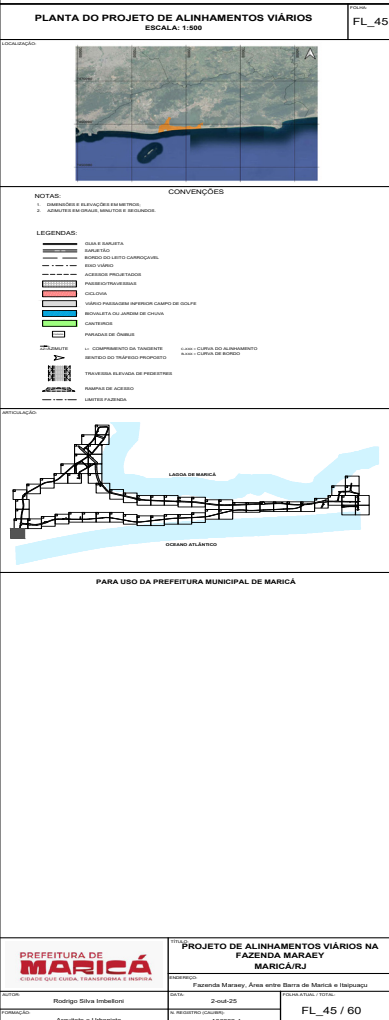 PLANTA DO PROJETO DE ALINHAMENTOS VIÁRIOS
ESCALA: 1:500
FOLHA:
FL_45
LOCALIZAÇÃO:
CONVENÇÕES
NOTAS:
1. DIMENSÕES E ELEVAÇÕES EM METROS;
2. AZIMUTES EM GRAUS, MINUTOS E SEGUNDOS.
LEGENDAS:
GUIA E SARJETA
SARJETÃO
BORDO DO LEITO CARROÇAVEL
EIXO VIÁRIO
ACESSOS PROJETADOS
PASSEIO/TRAVESSIAS
CICLOVIA
VIÁRIO PASSAGEM INFERIOR CAMPO DE GOLFE
BIOVALETA OU JARDIM DE CHUVA
CANTEIROS
PARADAS DE ÔNIBUS
AZIMUTE
L= COMPRIMENTO DA TANGENTE
= CURVA DO ALINHAMENTO
= CURVA DE BORDO
SENTIDO DO TRÁFEGO PROPOSTO
TRAVESSIA ELEVADA DE PEDESTRES
RAMPAS DE ACESSO
LIMITES FAZENDA
ARTICULAÇÃO:
LAGOA DE MARICÁ
OCEANO ATLÂNTICO
PARA USO DA PREFEITURA MUNICIPAL DE MARICÁ
PREFEITURA DE
MARICÁ
CIDADE QUE CUIDA, TRANSFORMA E INSPIRA
TÍTULO:
PROJETO DE ALINHAMENTOS VIÁRIOS NA
FAZENDA MARAEY
MARICÁ/RJ
ENDEREÇO:
Fazenda Maraey, Área entre Barra de Maricá e Itaipuaçu
AUTOR:
Rodrigo Silva Imbelloni
DATA:
2-out-25
FOLHA ATUAL / TOTAL:
FL_45 / 60
FORMAÇÃO:
N. REGISTRO (CAU/BR):